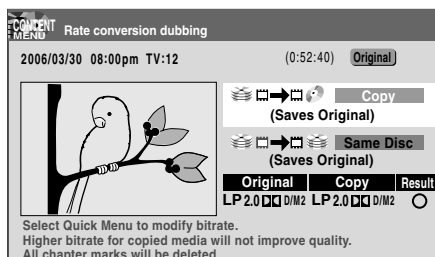 CONTENT MENU Rate conversion dubbing
2006/03/30 08:00pm TV:12 (0:52:40) Original
Copy
(Saves Original)
Same Disc
(Saves Original)
Original Copy Result
LP 2.0 D/M2 LP 2.0 D/M2
Select Quick Menu to modify bitrate.
Higher bitrate for copied media will not improve quality.
All chapter marks will be deleted